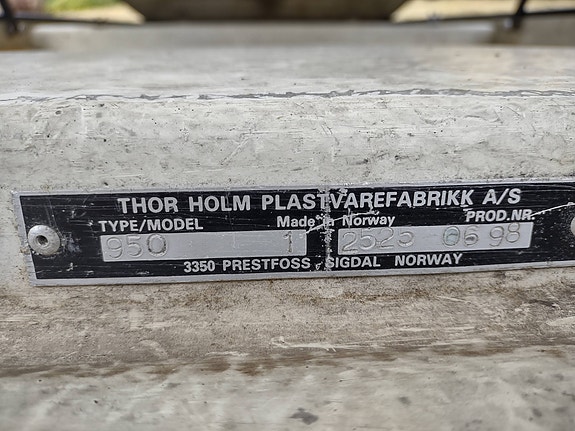 THOR HOLM PLASTVAREFABRIKK A/S
TYPE/MODEL Made in Norway PROD.NR.
950 1 2525 06 98
3350 PRESTFOSS SIGDAL NORWAY